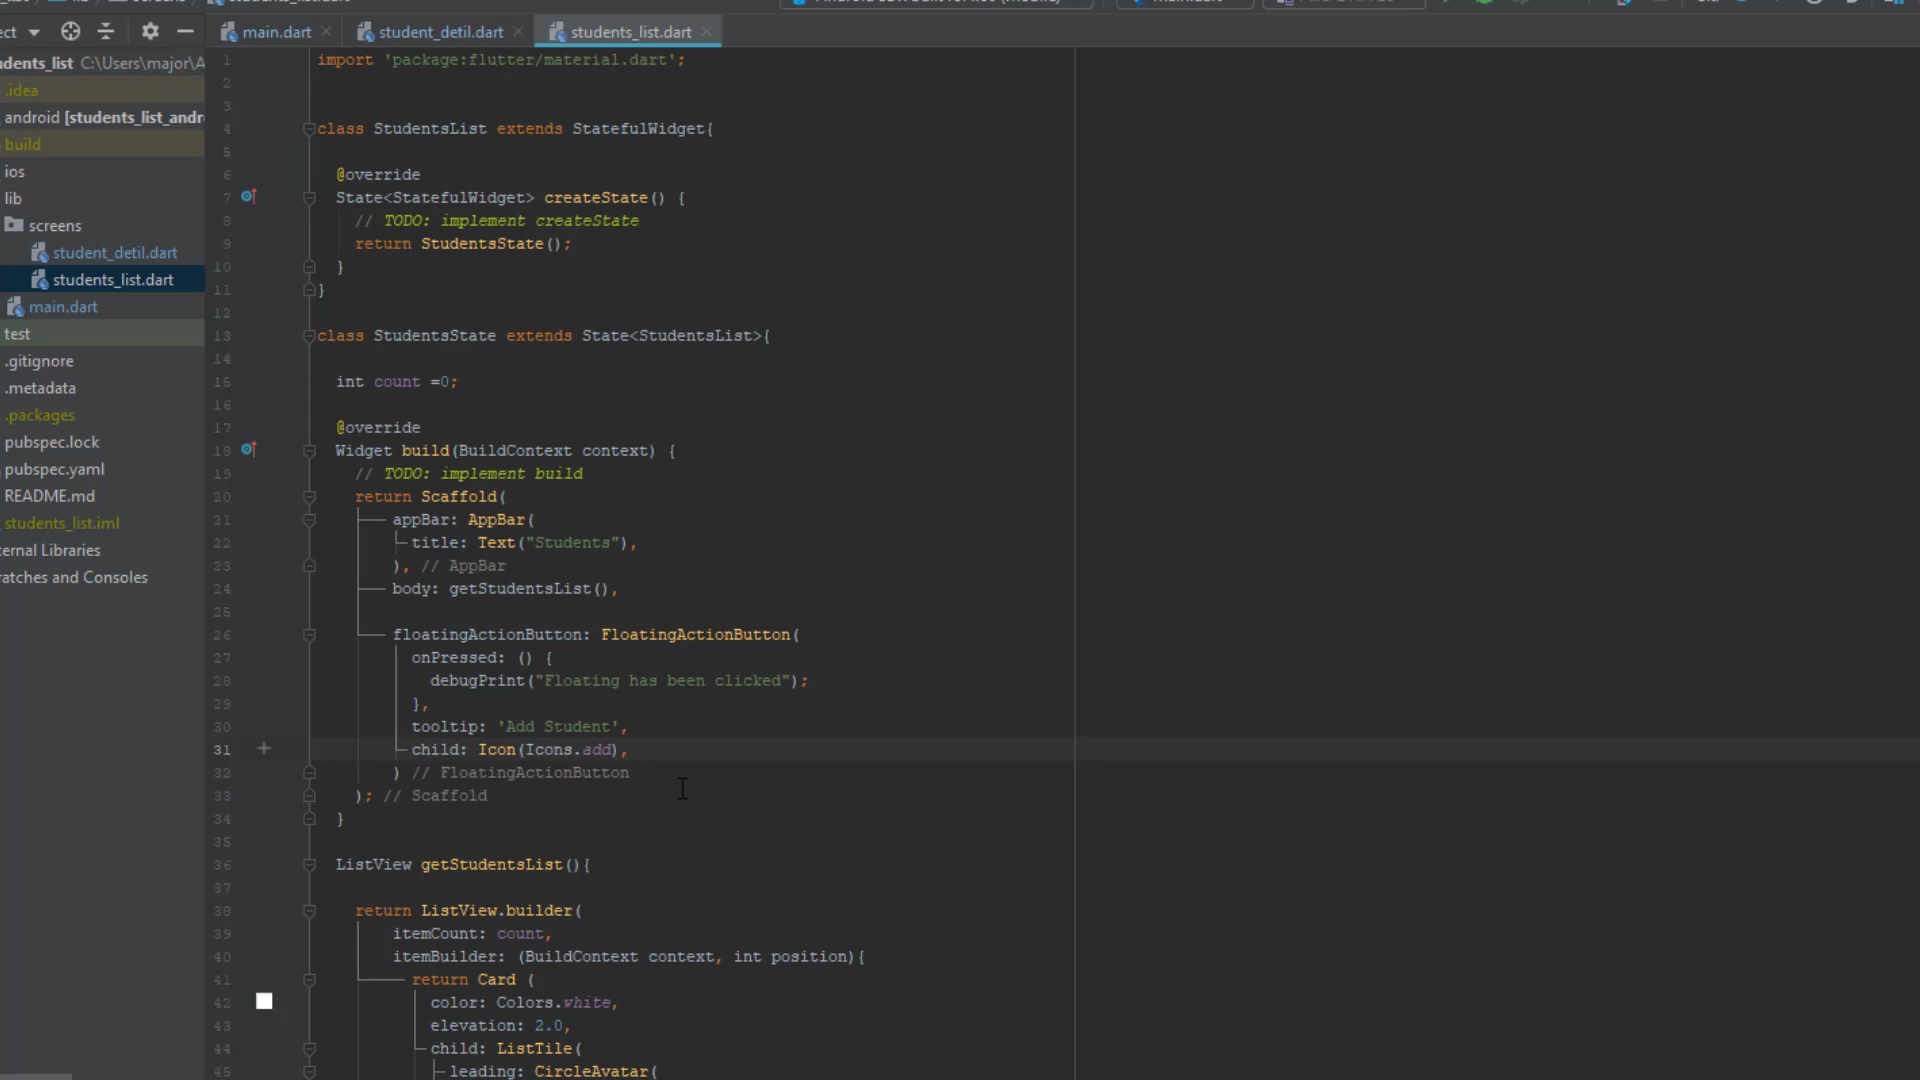 main.dart
student_detil.dart
students_list.dart
C:\Users\major\A
.idea
android [students_list_andr
build
ios
lib
screens
student_detil.dart
students_list.dart
main.dart
test
.gitignore
.metadata
.packages
pubspec.lock
pubspec.yaml
README.md
students_list.iml
ernal Libraries
ratches and Consoles
1 import 'package:flutter/material.dart';
2
3
4 class StudentsList extends StatefulWidget{
5
6 @override
7 State<StatefulWidget> createState() {
8 // TODO: implement createState
9 return StudentsState();
10 }
11 }
12
13 class StudentsState extends State<StudentsList>{
14
15 int count =0;
16
17 @override
18 Widget build(BuildContext context) {
19 // TODO: implement build
20 return Scaffold(
21 appBar: AppBar(
22 title: Text("Students"),
23 ), // AppBar
24 body: getStudentsList(),
25
26 floatingActionButton: FloatingActionButton(
27 onPressed: () {
28 debugPrint("Floating has been clicked");
29 },
30 tooltip: 'Add Student',
31 child: Icon(Icons.add),
32 ) // FloatingActionButton
33 ); // Scaffold
34 }
35
36 ListView getStudentsList(){
37
38 return ListView.builder(
39 itemCount: count,
40 itemBuilder: (BuildContext context, int position){
41 return Card (
42 color: Colors.white,
43 elevation: 2.0,
44 child: ListTile(
45 leading: CircleAvatar(